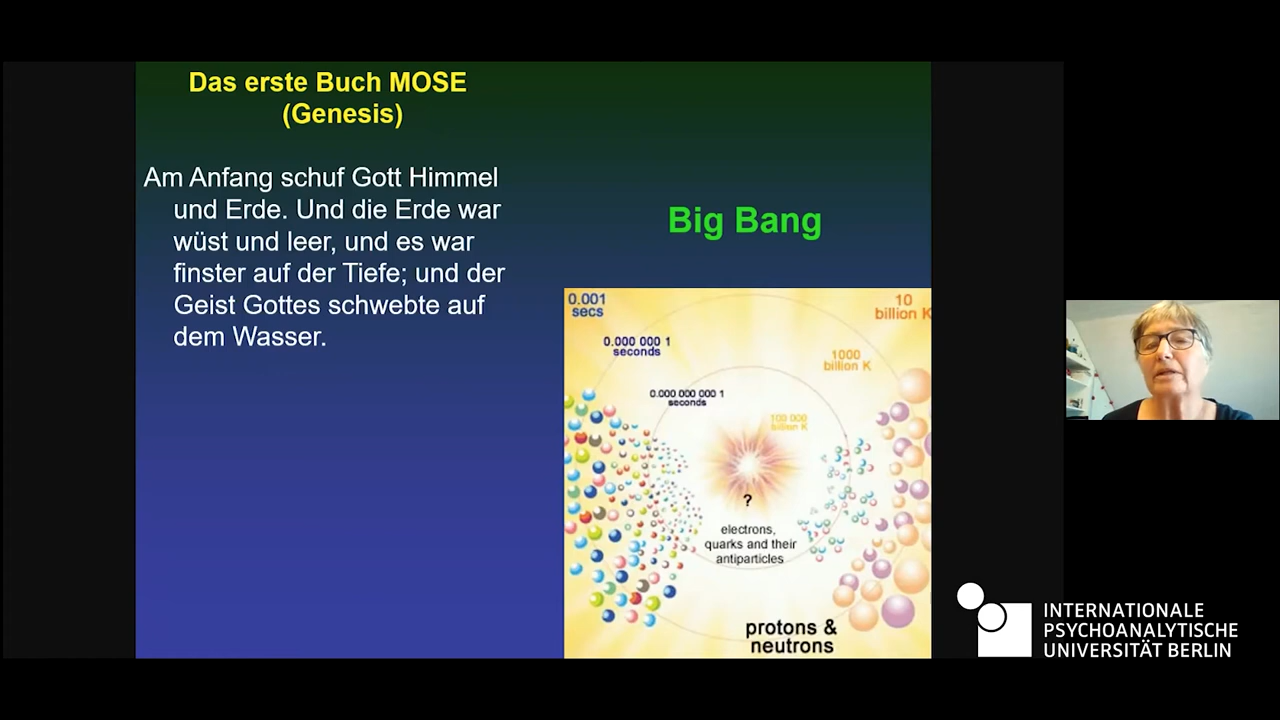 Das erste Buch MOSE
(Genesis)
Am Anfang schuf Gott Himmel
und Erde. Und die Erde war
wüst und leer, und es war
finster auf der Tiefe; und der
Geist Gottes schwebte auf
dem Wasser.
Big Bang
0.001
secs
10
billion K
0.000 000 1
seconds
1000
billion K
0.000 000 000 1
seconds
100 000
billion K
?
electrons,
quarks and their
antiparticles
protons &
neutrons
INTERNATIONALE
PSYCHOANALYTISCHE
UNIVERSITÄT BERLIN